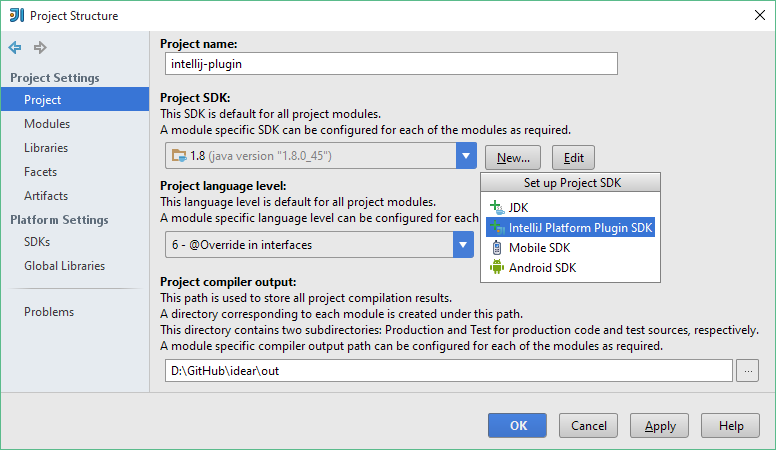 Project Structure
Project Settings
Project
Modules
Libraries
Facets
Artifacts
Platform Settings
SDKs
Global Libraries
Problems
Project name:
intellij-plugin
Project SDK:
This SDK is default for all project modules.
A module specific SDK can be configured for each of the modules as required.
1.8 (java version "1.8.0_45")
New...
Edit
Set up Project SDK
JDK
IntelliJ Platform Plugin SDK
Mobile SDK
Android SDK
Project language level:
This language level is default for all project modules.
A module specific language level can be configured for each
6 - @Override in interfaces
Project compiler output:
This path is used to store all project compilation results.
A directory corresponding to each module is created under this path.
This directory contains two subdirectories: Production and Test for production code and test sources, respectively.
A module specific compiler output path can be configured for each of the modules as required.
D:\GitHub\idear\out
...
OK
Cancel
Apply
Help